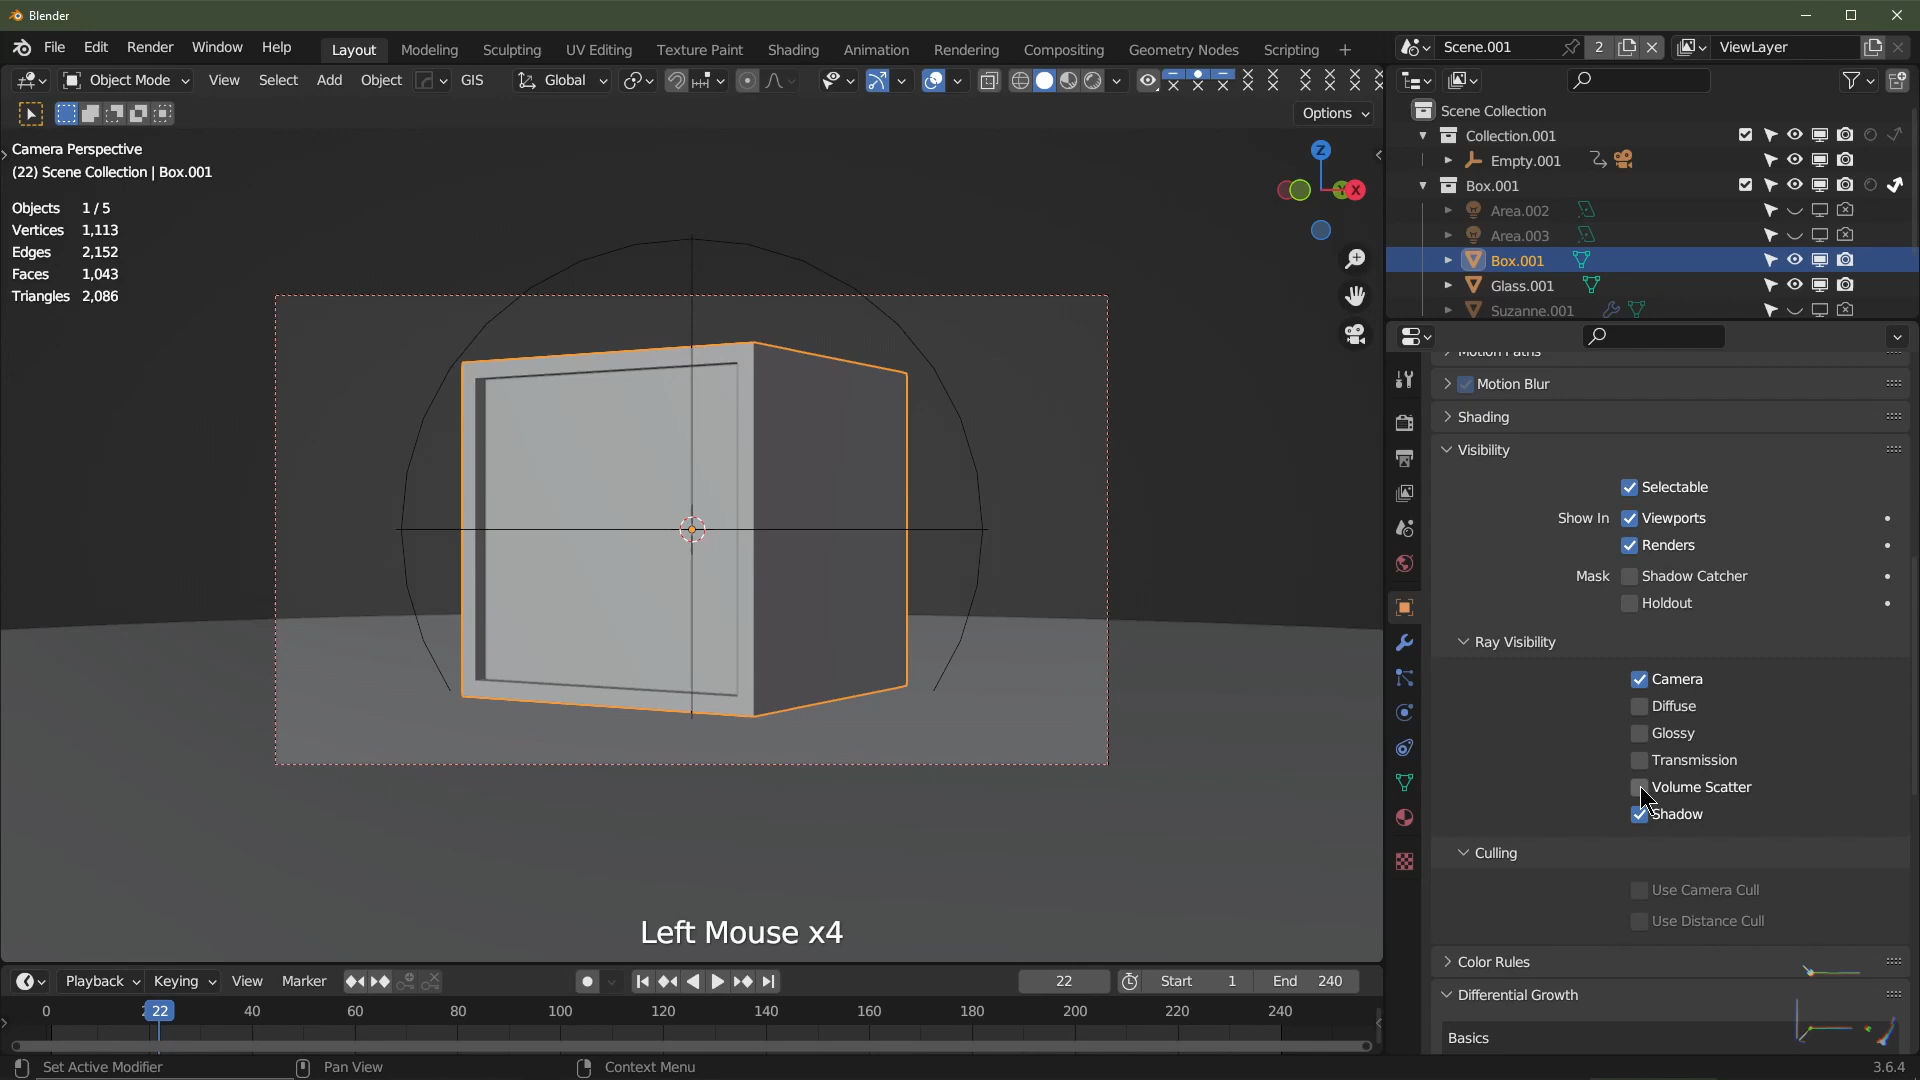 Blender
File Edit Render Window Help
Layout Modeling Sculpting UV Editing Texture Paint Shading Animation Rendering Compositing Geometry Nodes Scripting +
Scene.001 2 ViewLayer
Object Mode View Select Add Object GIS Global
Options
Camera Perspective
(22) Scene Collection | Box.001
Objects 1 / 5
Vertices 1,113
Edges 2,152
Faces 1,043
Triangles 2,086
Z
Y
X
Left Mouse x4
Scene Collection
Collection.001
Empty.001
Box.001
Area.002
Area.003
Box.001
Glass.001
Suzanne.001
Motion Paths
Motion Blur
Shading
Visibility
Selectable
Show In Viewports
Renders
Mask Shadow Catcher
Holdout
Ray Visibility
Camera
Diffuse
Glossy
Transmission
Volume Scatter
Shadow
Culling
Use Camera Cull
Use Distance Cull
Color Rules
Differential Growth
Basics
Playback Keying View Marker 22 Start 1 End 240
0 22 40 60 80 100 120 140 160 180 200 220 240
Set Active Modifier Pan View Context Menu 3.6.4